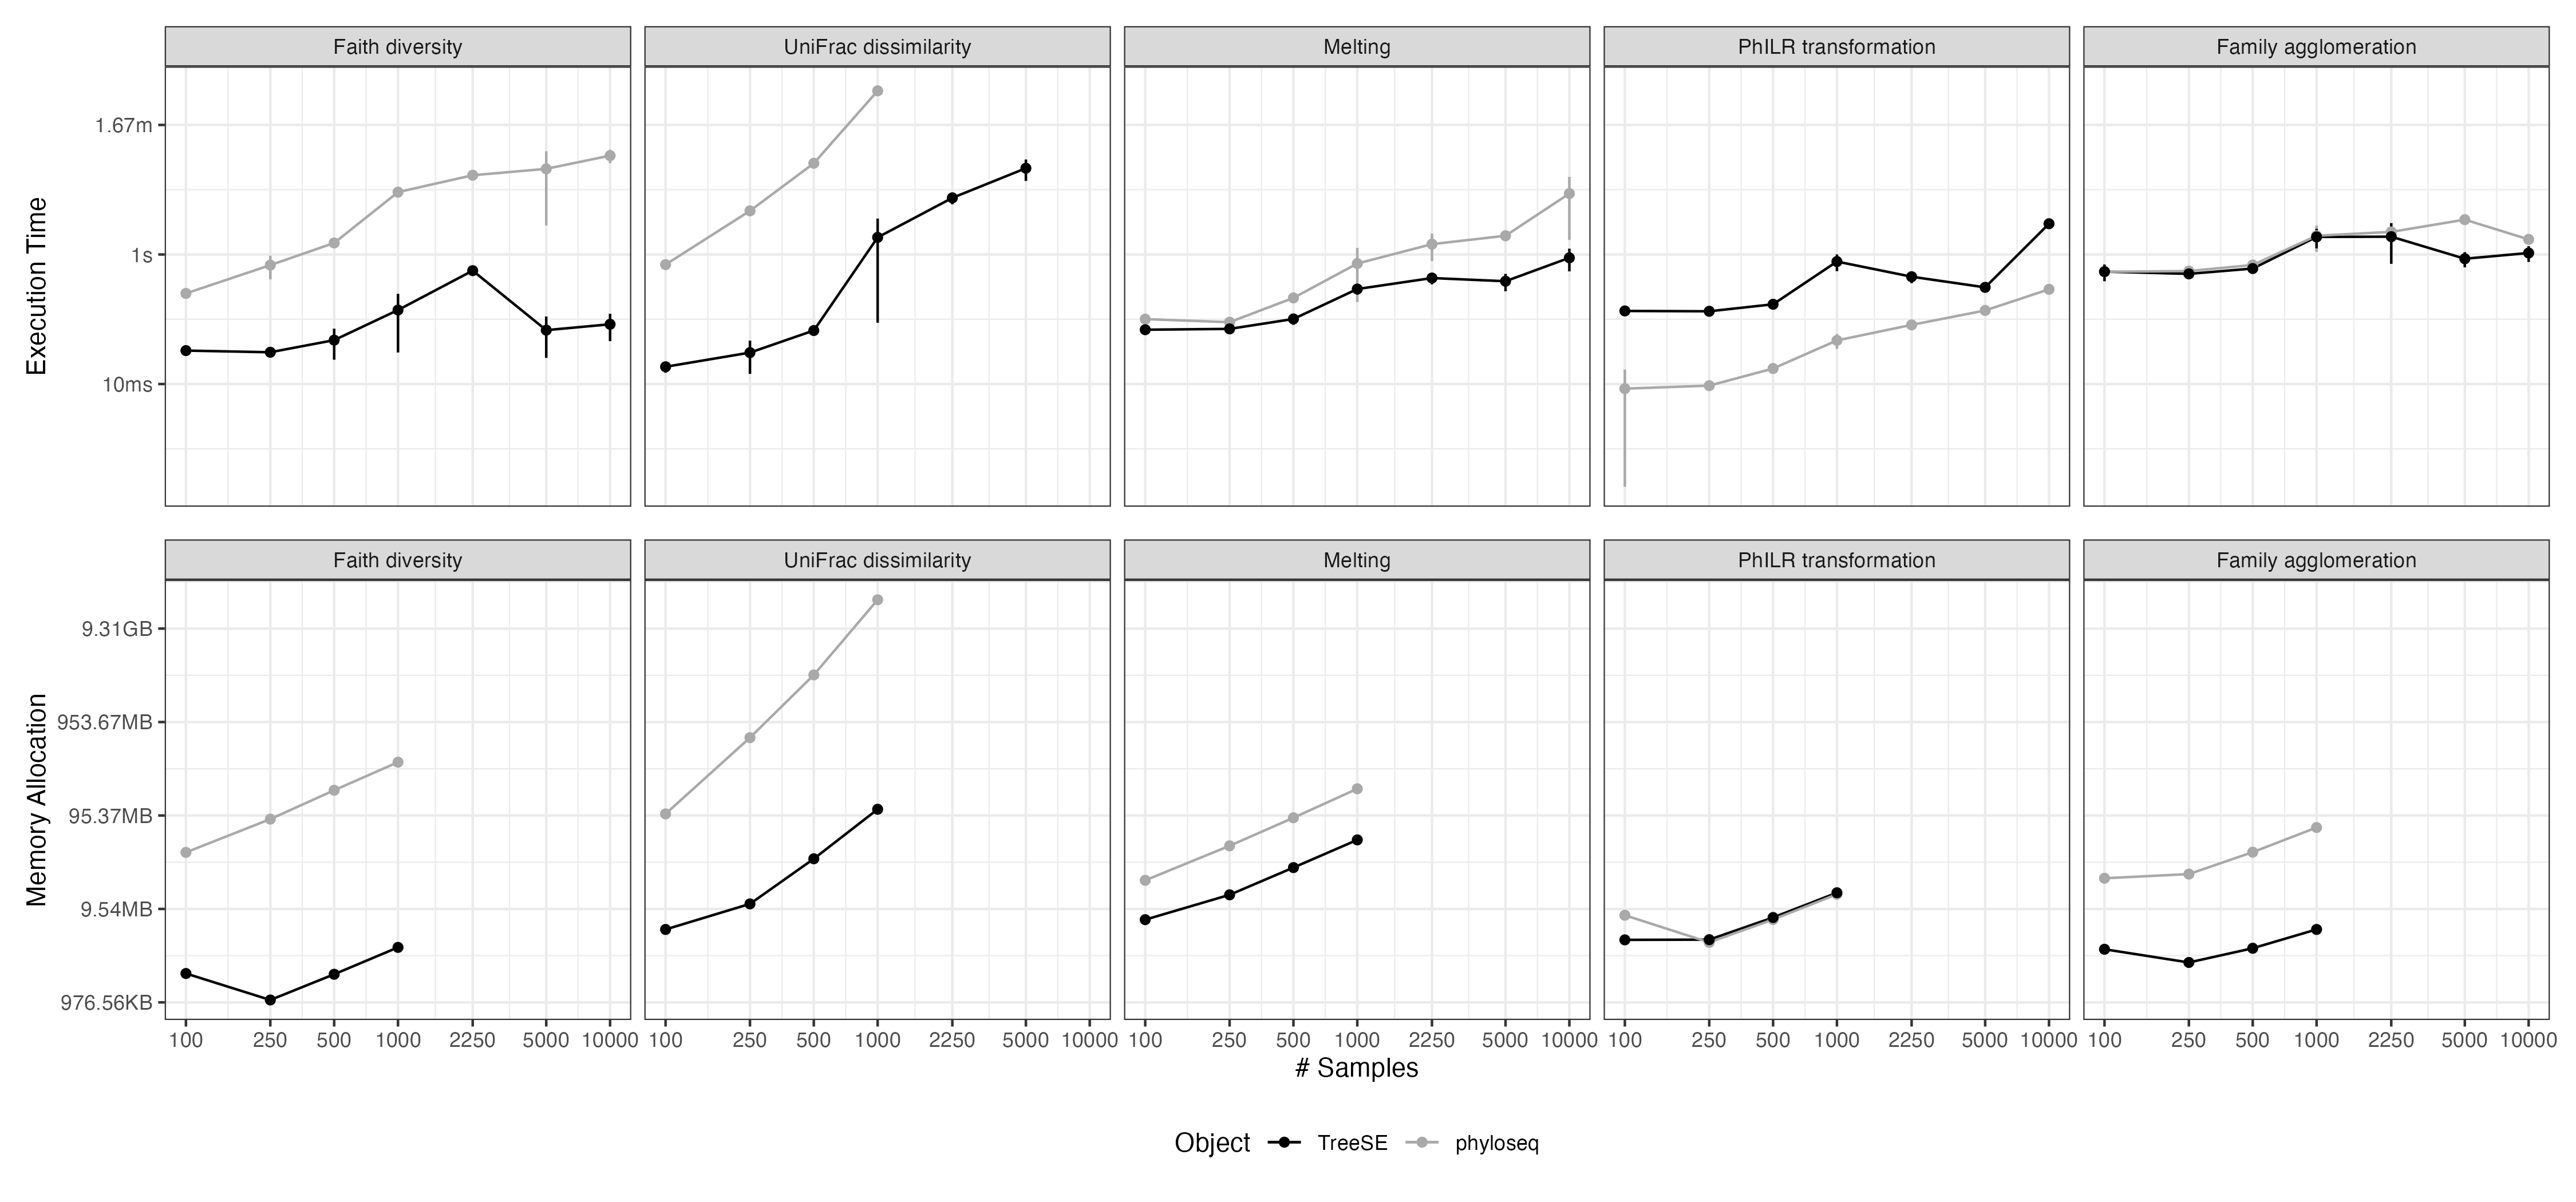 Faith diversity UniFrac dissimilarity Melting PhILR transformation Family agglomeration
Execution Time
1.67m
1s
10ms
Faith diversity UniFrac dissimilarity Melting PhILR transformation Family agglomeration
Memory Allocation
9.31GB
953.67MB
95.37MB
9.54MB
976.56KB
100 250 500 1000 2250 5000 10000 100 250 500 1000 2250 5000 10000 100 250 500 1000 2250 5000 10000 100 250 500 1000 2250 5000 10000 100 250 500 1000 2250 5000 10000
# Samples
Object TreeSE phyloseq